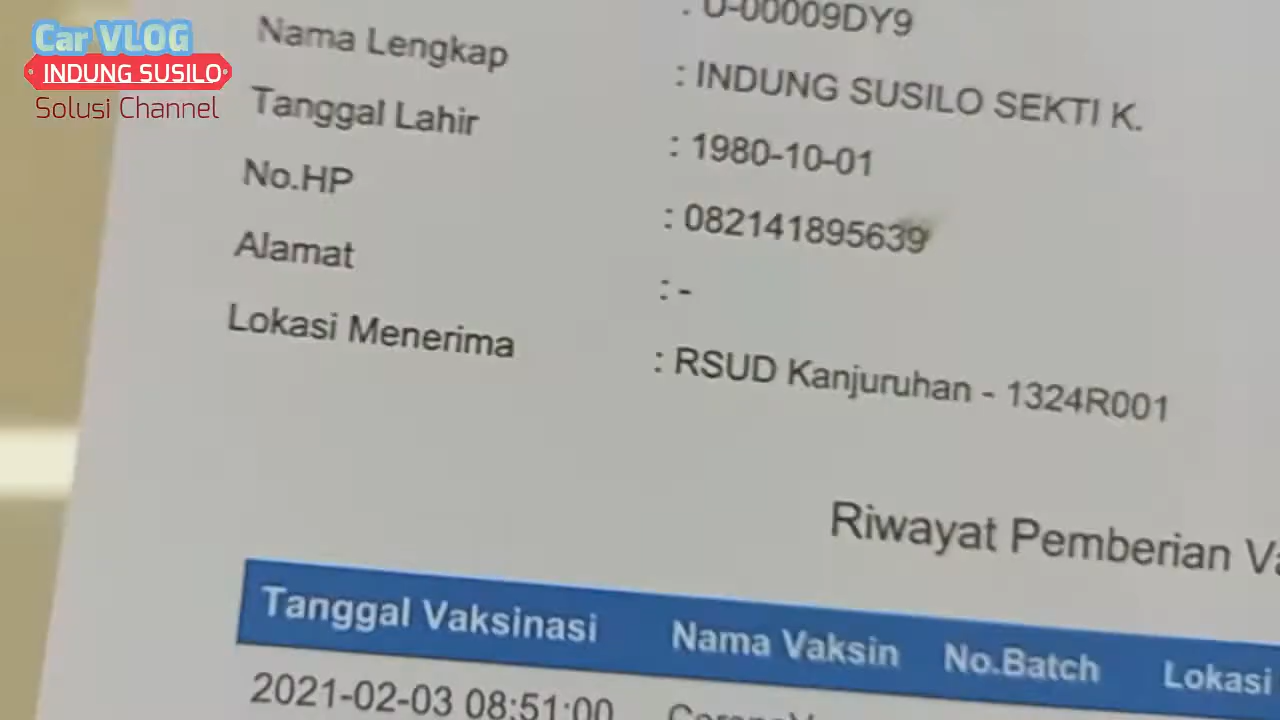 Car VLOG
INDUNG SUSILO
Solusi Channel
: U-00009DY9
Nama Lengkap : INDUNG SUSILO SEKTI K.
Tanggal Lahir : 1980-10-01
No.HP : 082141895639
Alamat : -
Lokasi Menerima : RSUD Kanjuruhan - 1324R001
Riwayat Pemberian
Tanggal Vaksinasi Nama Vaksin No.Batch Lokasi
2021-02-03 08:51:00